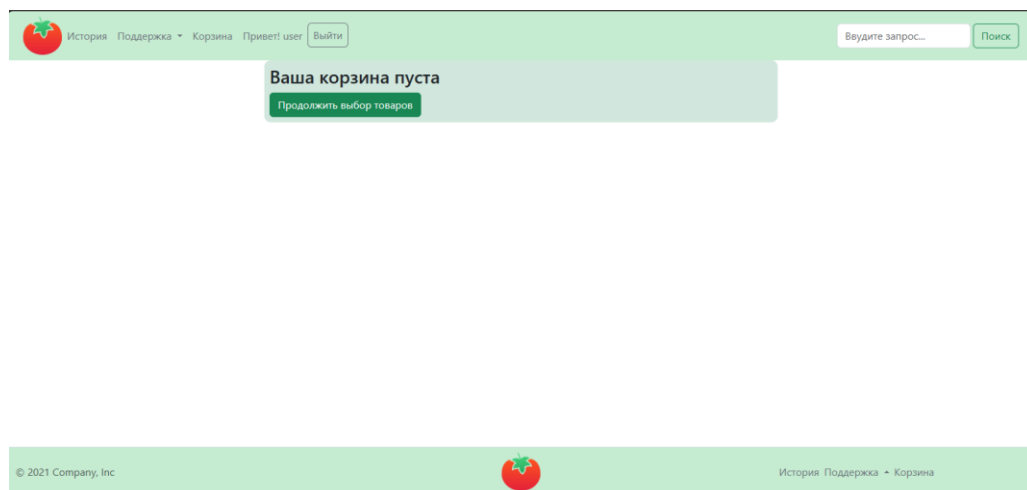 История Поддержка Корзина Привет! user Выйти Ввудите запрос... Поиск
Ваша корзина пуста
Продолжить выбор товаров
© 2021 Company, Inc История Поддержка Корзина